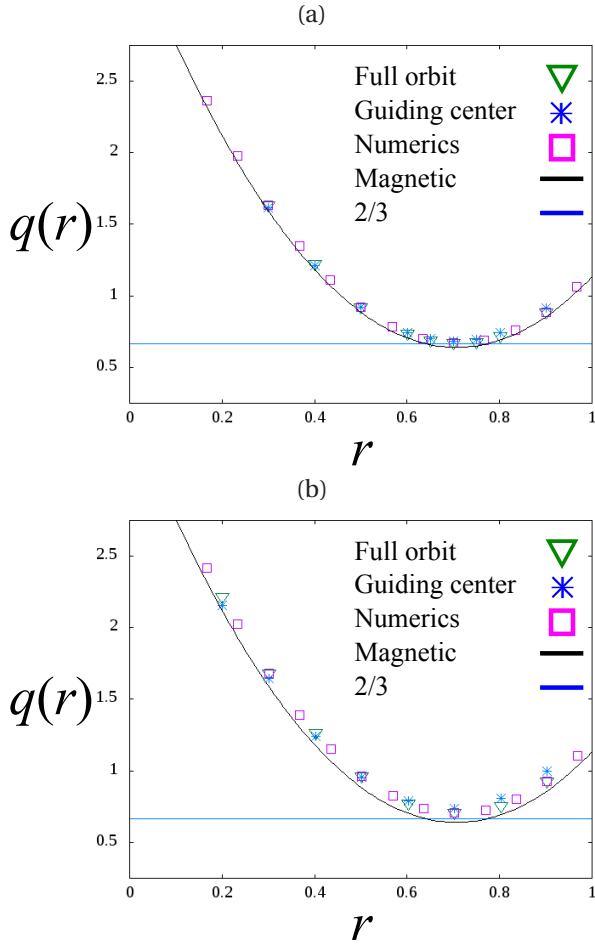 (a)
2.5
2
1.5
1
0.5
q(r)
Full orbit
Guiding center
Numerics
Magnetic
2/3
0
0.2
0.4
0.6
0.8
1
r
(b)
2.5
2
1.5
1
0.5
q(r)
Full orbit
Guiding center
Numerics
Magnetic
2/3
0
0.2
0.4
0.6
0.8
1
r